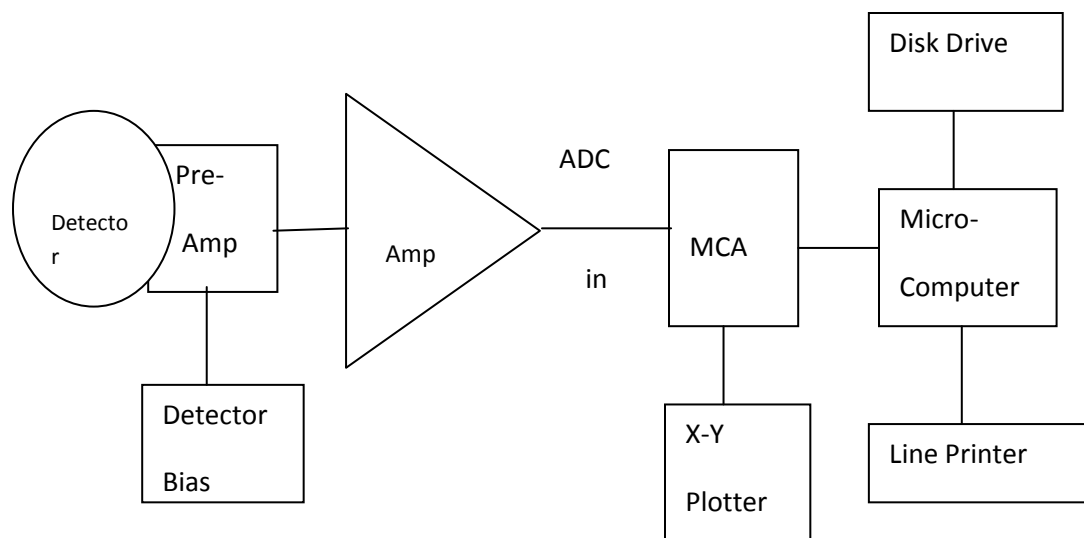 Detecto
r
Pre-
Amp
Detector
Bias
Amp
ADC
in
MCA
X-Y
Plotter
Disk Drive
Micro-
Computer
Line Printer